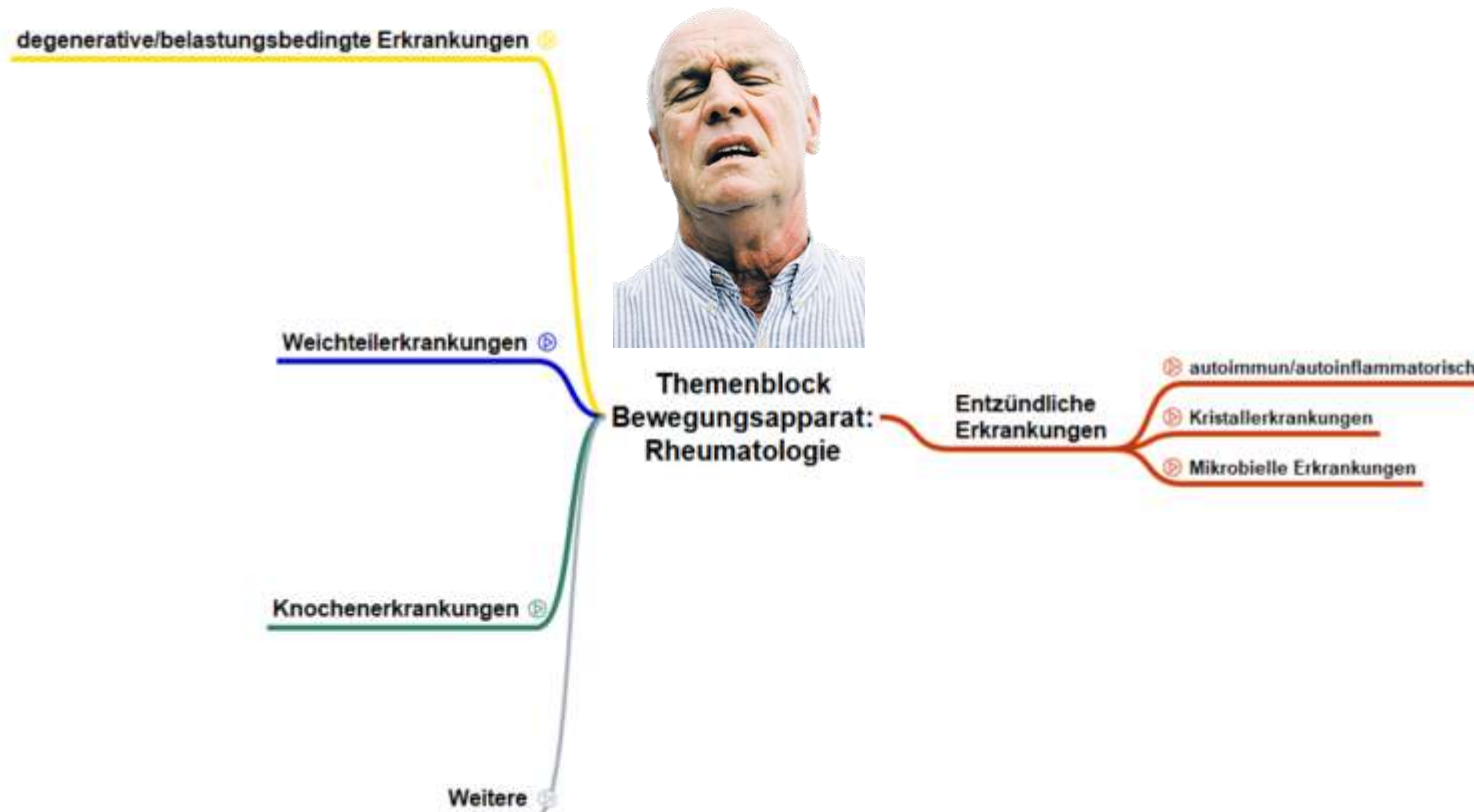 degenerative/belastungsbedingte Erkrankungen
Weichteilerkrankungen
Themenblock
Bewegungsapparat:
Rheumatologie
Entzündliche
Erkrankungen
autoimmun/autoinflammatorisch
Kristallerkrankungen
Mikrobielle Erkrankungen
Knochenerkrankungen
Weitere